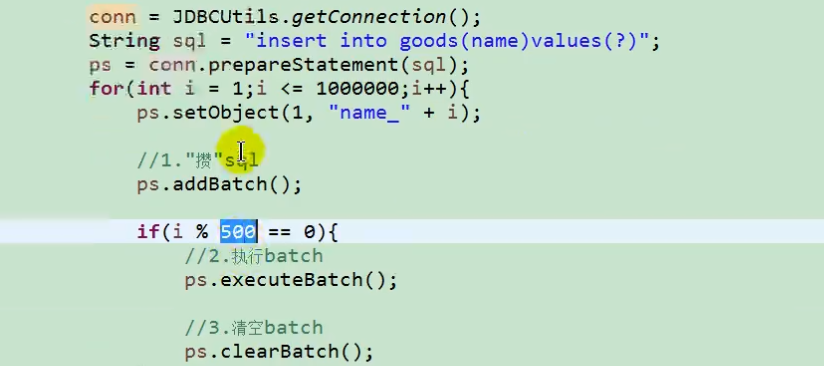 conn = JDBCUtils.getConnection();
String sql = "insert into goods(name)values(?)";
ps = conn.prepareStatement(sql);
for(int i = 1;i <= 1000000;i++){
ps.setObject(1, "name_" + i);
//1."攒"sql
ps.addBatch();
if(i % 500 == 0){
//2.执行batch
ps.executeBatch();
//3.清空batch
ps.clearBatch();